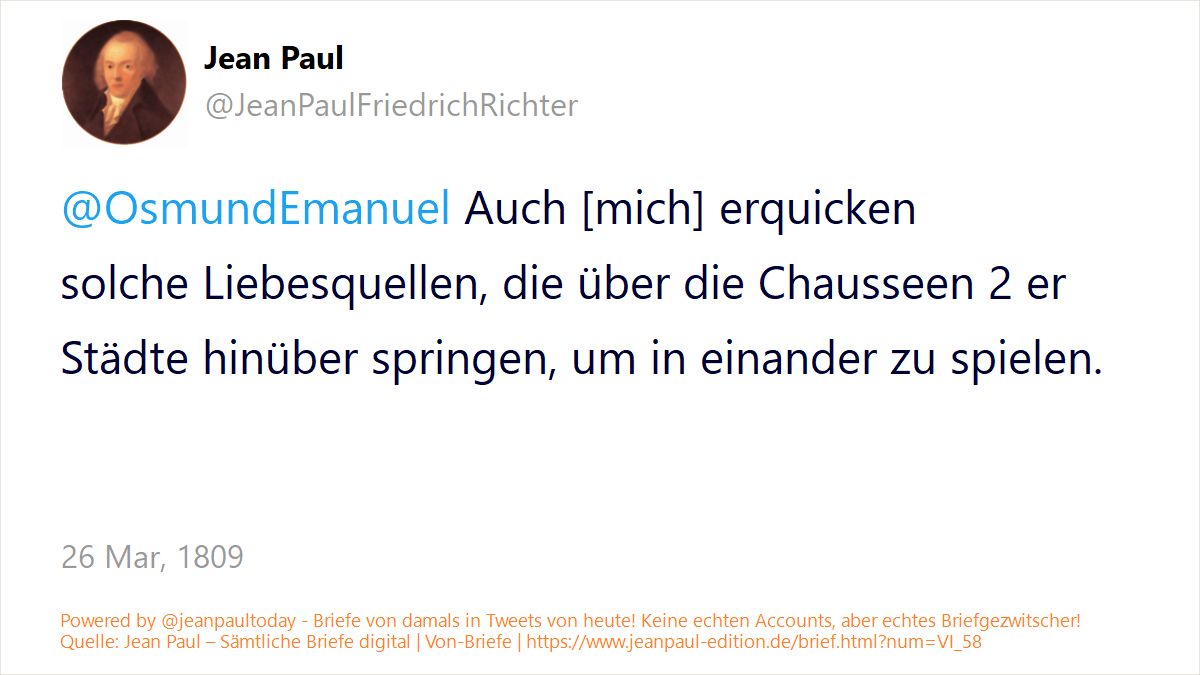 Jean Paul
@JeanPaulFriedrichRichter
@OsmundEmanuel Auch [mich] erquicken
solche Liebesquellen, die über die Chausseen 2 er
Städte hinüber springen, um in einander zu spielen.
26 Mar, 1809
Powered by @jeanpaultoday - Briefe von damals in Tweets von heute! Keine echten Accounts, aber echtes Briefgezwitscher!
Quelle: Jean Paul – Sämtliche Briefe digital | Von-Briefe | https://www.jeanpaul-edition.de/brief.html?num=VI_58